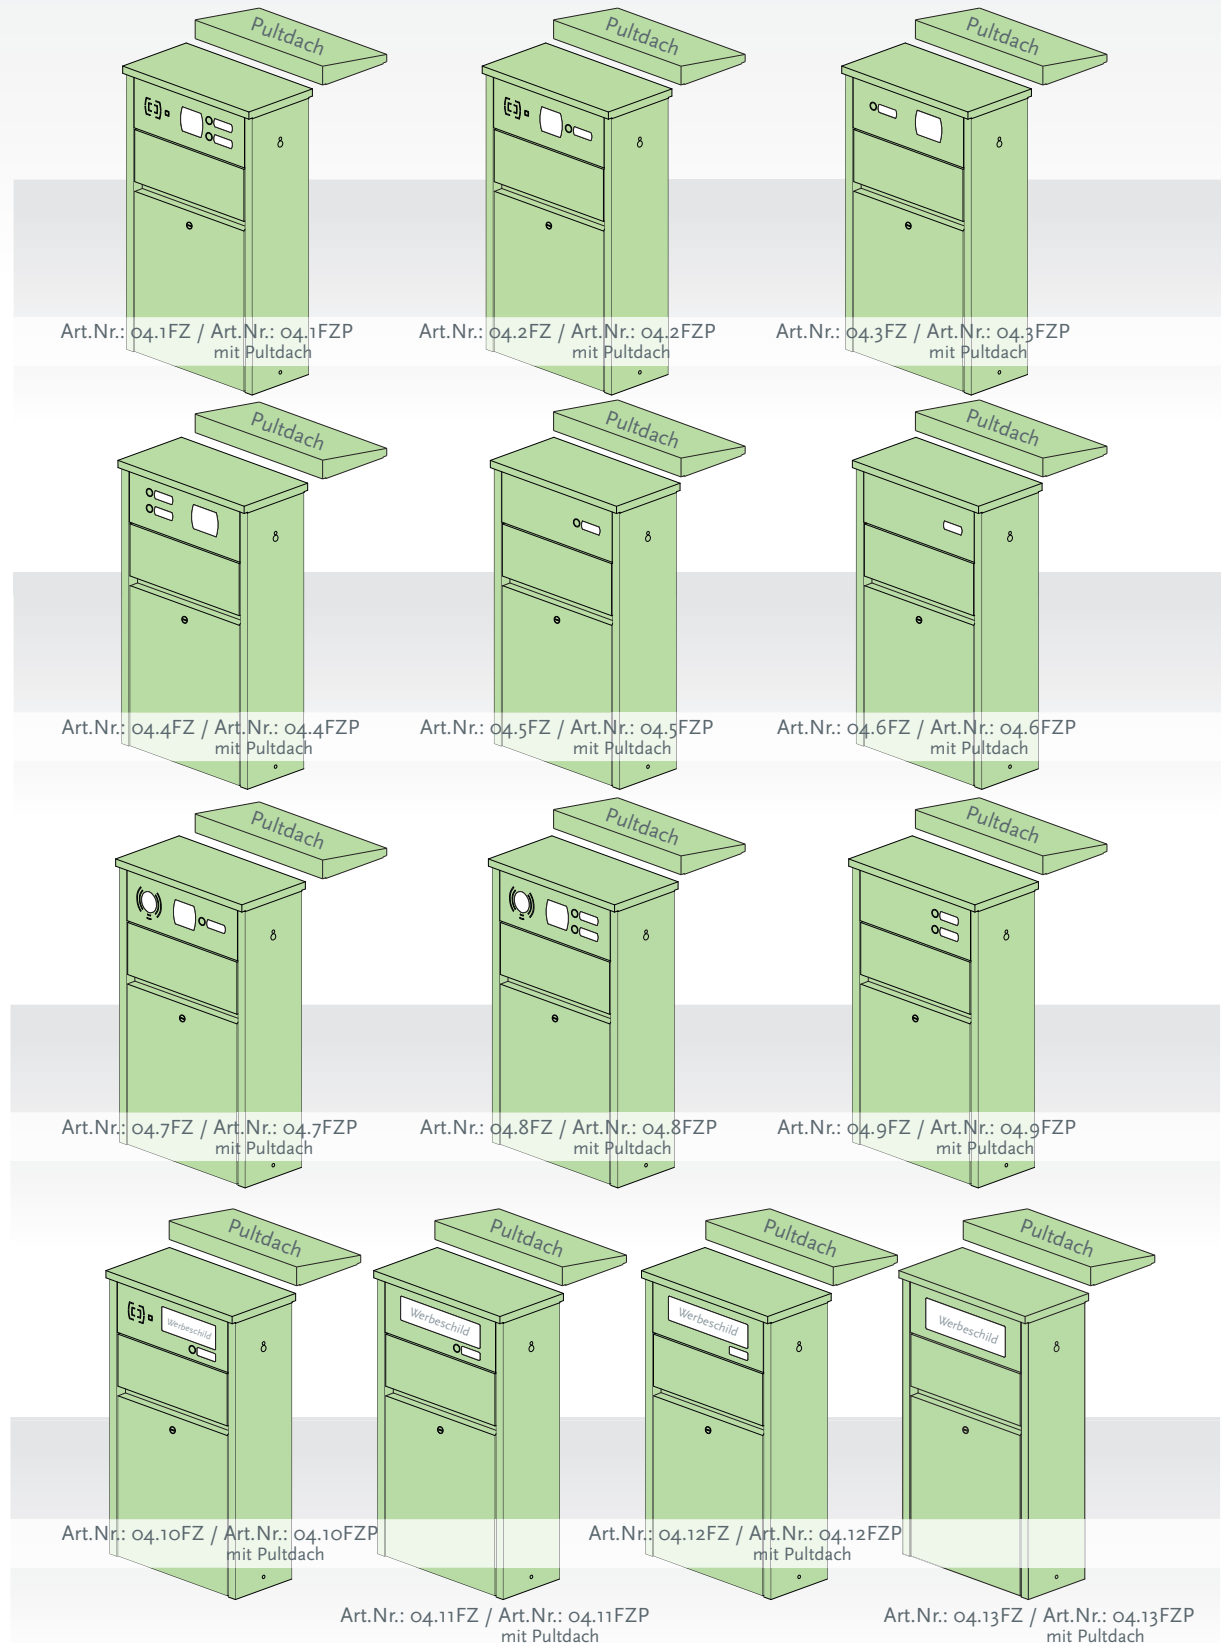 Pultdach
Pultdach
Pultdach
Art.Nr.: 04.1FZ / Art.Nr.: 04.1FZP
mit Pultdach
Art.Nr.: 04.2FZ / Art.Nr.: 04.2FZP
mit Pultdach
Art.Nr.: 04.3FZ / Art.Nr.: 04.3FZP
mit Pultdach
Pultdach
Pultdach
Pultdach
Art.Nr.: 04.4FZ / Art.Nr.: 04.4FZP
mit Pultdach
Art.Nr.: 04.5FZ / Art.Nr.: 04.5FZP
mit Pultdach
Art.Nr.: 04.6FZ / Art.Nr.: 04.6FZP
mit Pultdach
Pultdach
Pultdach
Pultdach
Art.Nr.: 04.7FZ / Art.Nr.: 04.7FZP
mit Pultdach
Art.Nr.: 04.8FZ / Art.Nr.: 04.8FZP
mit Pultdach
Art.Nr.: 04.9FZ / Art.Nr.: 04.9FZP
mit Pultdach
Pultdach
Pultdach
Pultdach
Pultdach
Werbeschild
Werbeschild
Werbeschild
Werbeschild
Art.Nr.: 04.10FZ / Art.Nr.: 04.10FZP
mit Pultdach
Art.Nr.: 04.12FZ / Art.Nr.: 04.12FZP
mit Pultdach
Art.Nr.: 04.11FZ / Art.Nr.: 04.11FZP
mit Pultdach
Art.Nr.: 04.13FZ / Art.Nr.: 04.13FZP
mit Pultdach